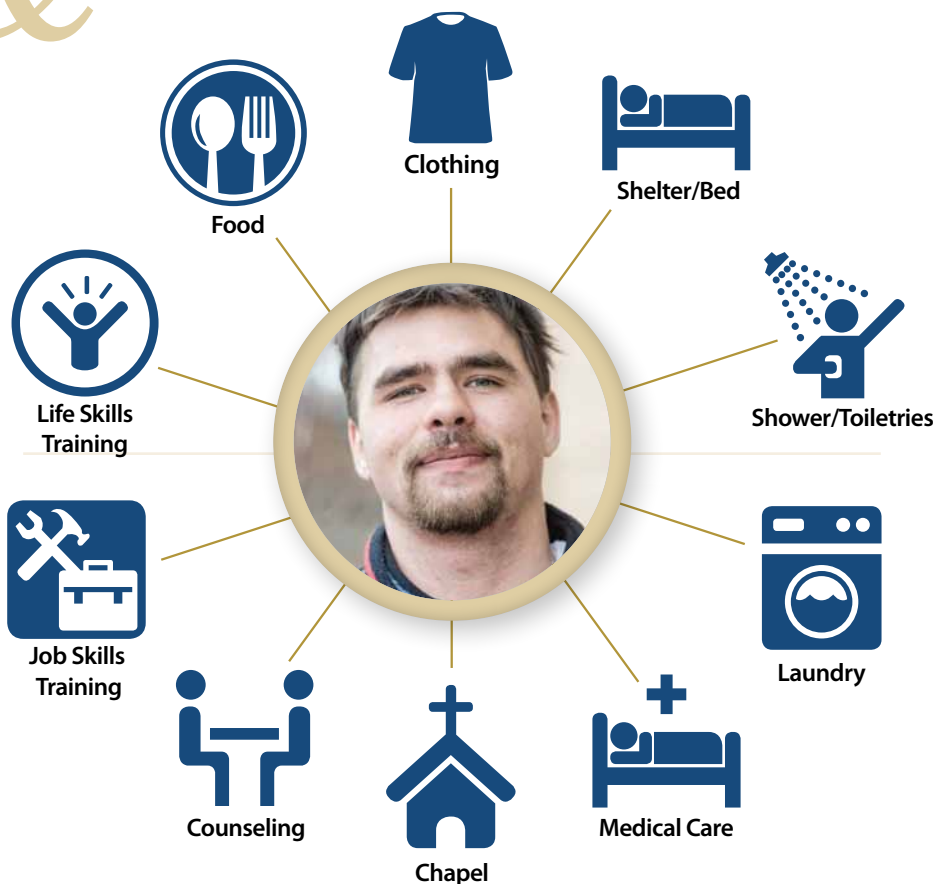 &
Clothing
Shelter/Bed
Food
Life Skills
Training
Shower/Toiletries
Job Skills
Training
Laundry
Counseling
Medical Care
Chapel